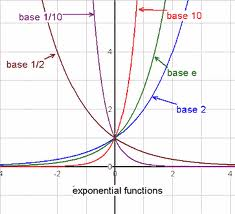 base 1/10
base 10
base 1/2
base e
base 2
4
2
-4
-2
0
2
4
exponential functions